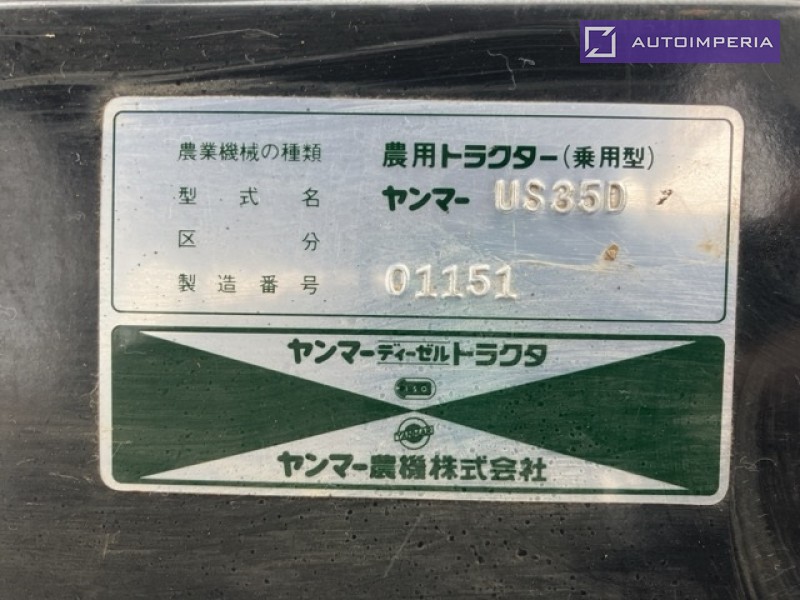 AUTOIMPERIA
農業機械の種類 農用トラクター(乗用型)
型式名 ヤンマー US35D
区分
製造番号 01151
ヤンマーディーゼルトラクタ
ヤンマー農機株式会社